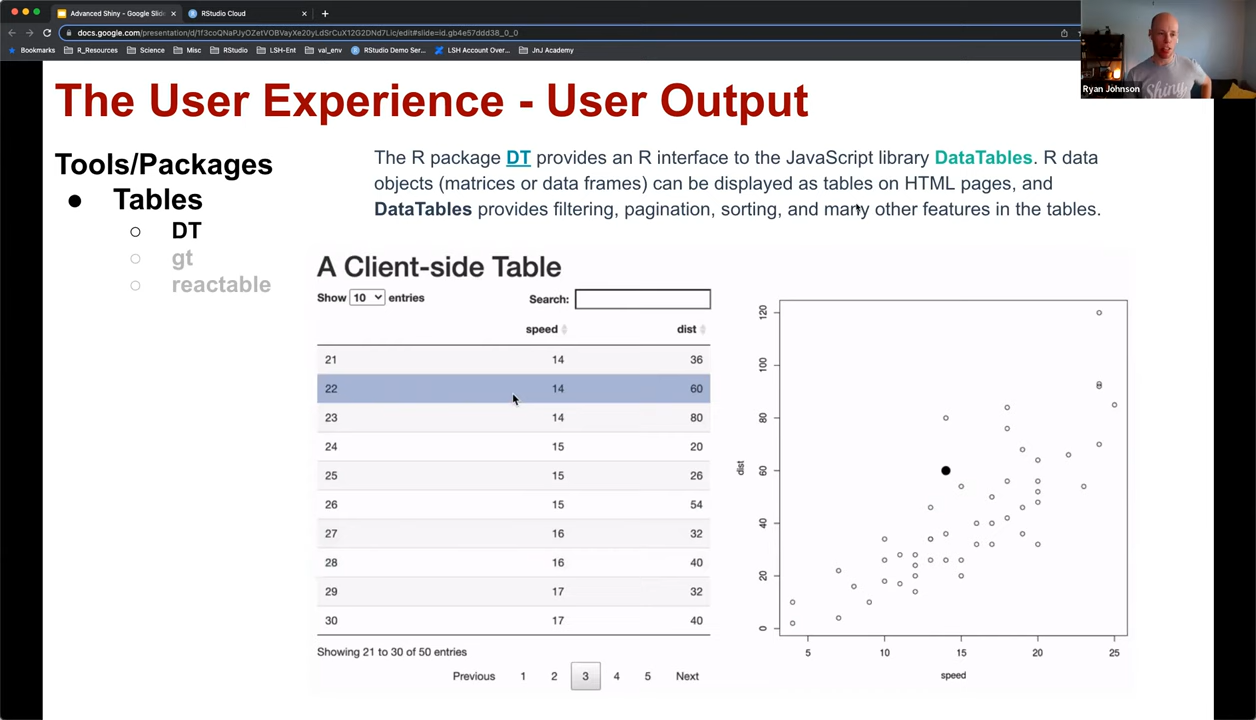 Advanced Shiny - Google Slide
RStudio Cloud
docs.google.com/presentation/d/1f3coQNaPJyOZetVOBVayXe20yLdSrCuX12G2DNd7Lic/edit#slide=id.gb4e57ddd38_0_0
Bookmarks R_Resources Science Misc RStudio LSH-Ent val_env RStudio Demo Ser... LSH Account Over... JnJ Academy
Ryan Johnson
Shiny
The User Experience - User Output
Tools/Packages
● Tables
○ DT
○ gt
○ reactable
The R package DT provides an R interface to the JavaScript library DataTables. R data
objects (matrices or data frames) can be displayed as tables on HTML pages, and
DataTables provides filtering, pagination, sorting, and many other features in the tables.
A Client-side Table
Show 10 entries Search:
speed dist
21 14 36
22 14 60
23 14 80
24 15 20
25 15 26
26 15 54
27 16 32
28 16 40
29 17 32
30 17 40
Showing 21 to 30 of 50 entries
Previous 1 2 3 4 5 Next
120
100
80
60
40
20
0
dist
5 10 15 20 25
speed